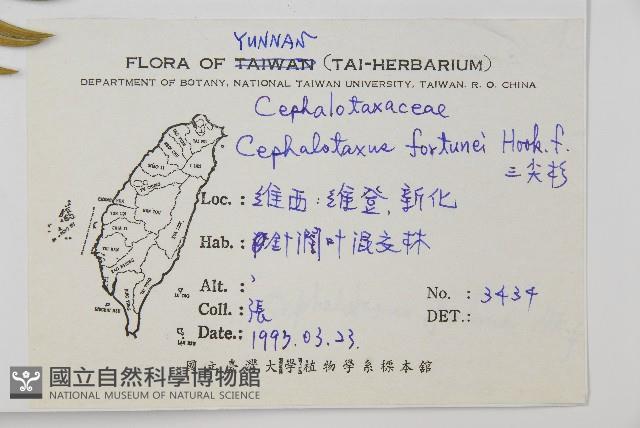 YUNNAN
FLORA OF TAIWAN (TAI-HERBARIUM)
DEPARTMENT OF BOTANY, NATIONAL TAIWAN UNIVERSITY, TAIWAN, R. O. CHINA
Cephalotaxaceae
Cephalotaxus fortunei Hook. f.
三尖杉
Loc. : 維西:維登, 新化
Hab. : 針阔叶混交林
Alt. :
Coll. : 張
No. : 3434
DET.:
Date.: 1993.03.23.
國立臺灣大學植物學系標本館
國立自然科學博物館
NATIONAL MUSEUM OF NATURAL SCIENCE